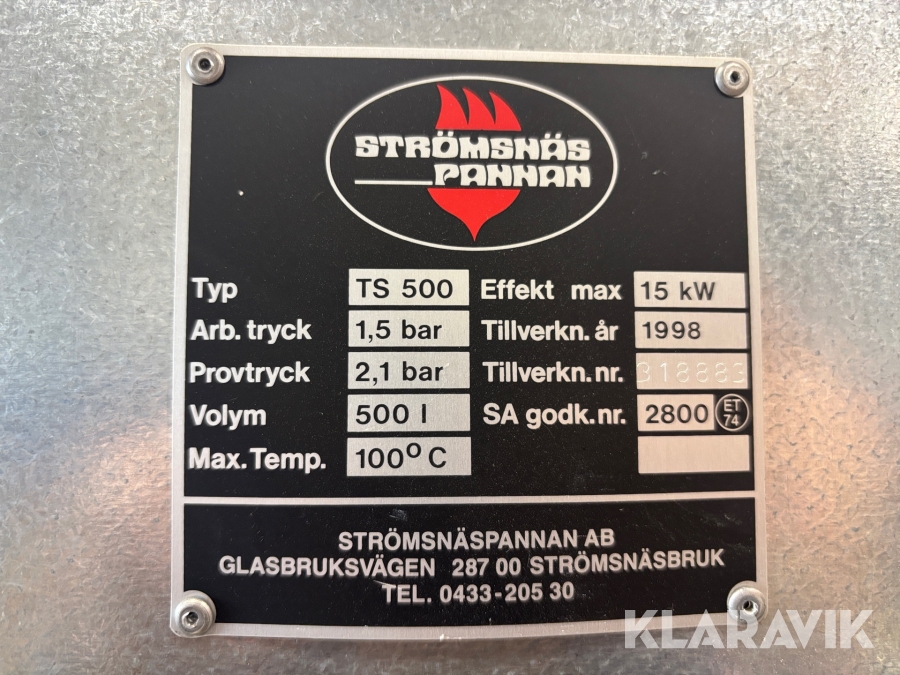 STRÖMSNÄS
PANNAN
Typ TS 500 Effekt max 15 kW
Arb. tryck 1,5 bar Tillverkn. år 1998
Provtryck 2,1 bar Tillverkn. nr. 318883
Volym 500 l SA godk. nr. 2800 ET 74
Max. Temp. 100° C
STRÖMSNÄSPANNAN AB
GLASBRUKSVÄGEN 287 00 STRÖMSNÄSBRUK
TEL. 0433-205 30
KLARAVIK